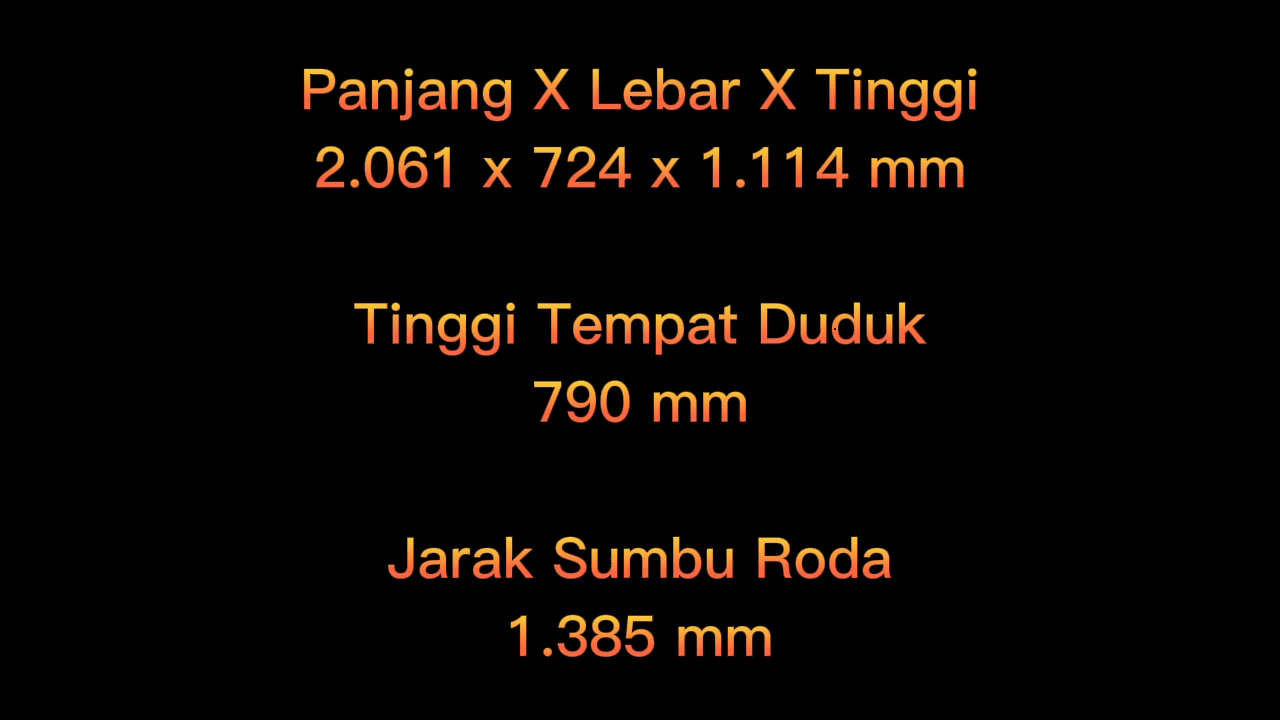 Panjang X Lebar X Tinggi
2.061 x 724 x 1.114 mm
Tinggi Tempat Duduk
790 mm
Jarak Sumbu Roda
1.385 mm